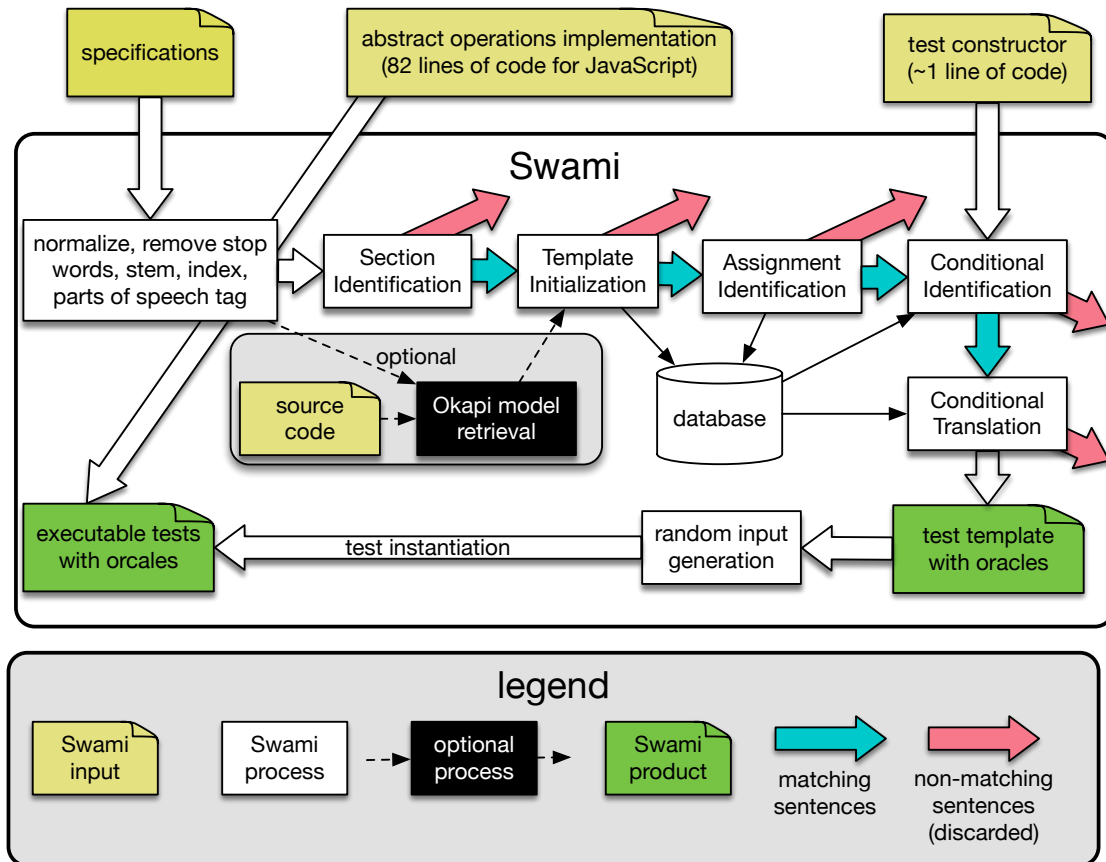 specifications
abstract operations implementation
(82 lines of code for JavaScript)
test constructor
(~1 line of code)
Swami
normalize, remove stop
words, stem, index,
parts of speech tag
Section
Identification
Template
Initialization
Assignment
Identification
Conditional
Identification
optional
source
code
Okapi model
retrieval
database
Conditional
Translation
executable tests
with orcales
test instantiation
random input
generation
test template
with oracles
legend
Swami
input
Swami
process
optional
process
Swami
product
matching
sentences
non-matching
sentences
(discarded)